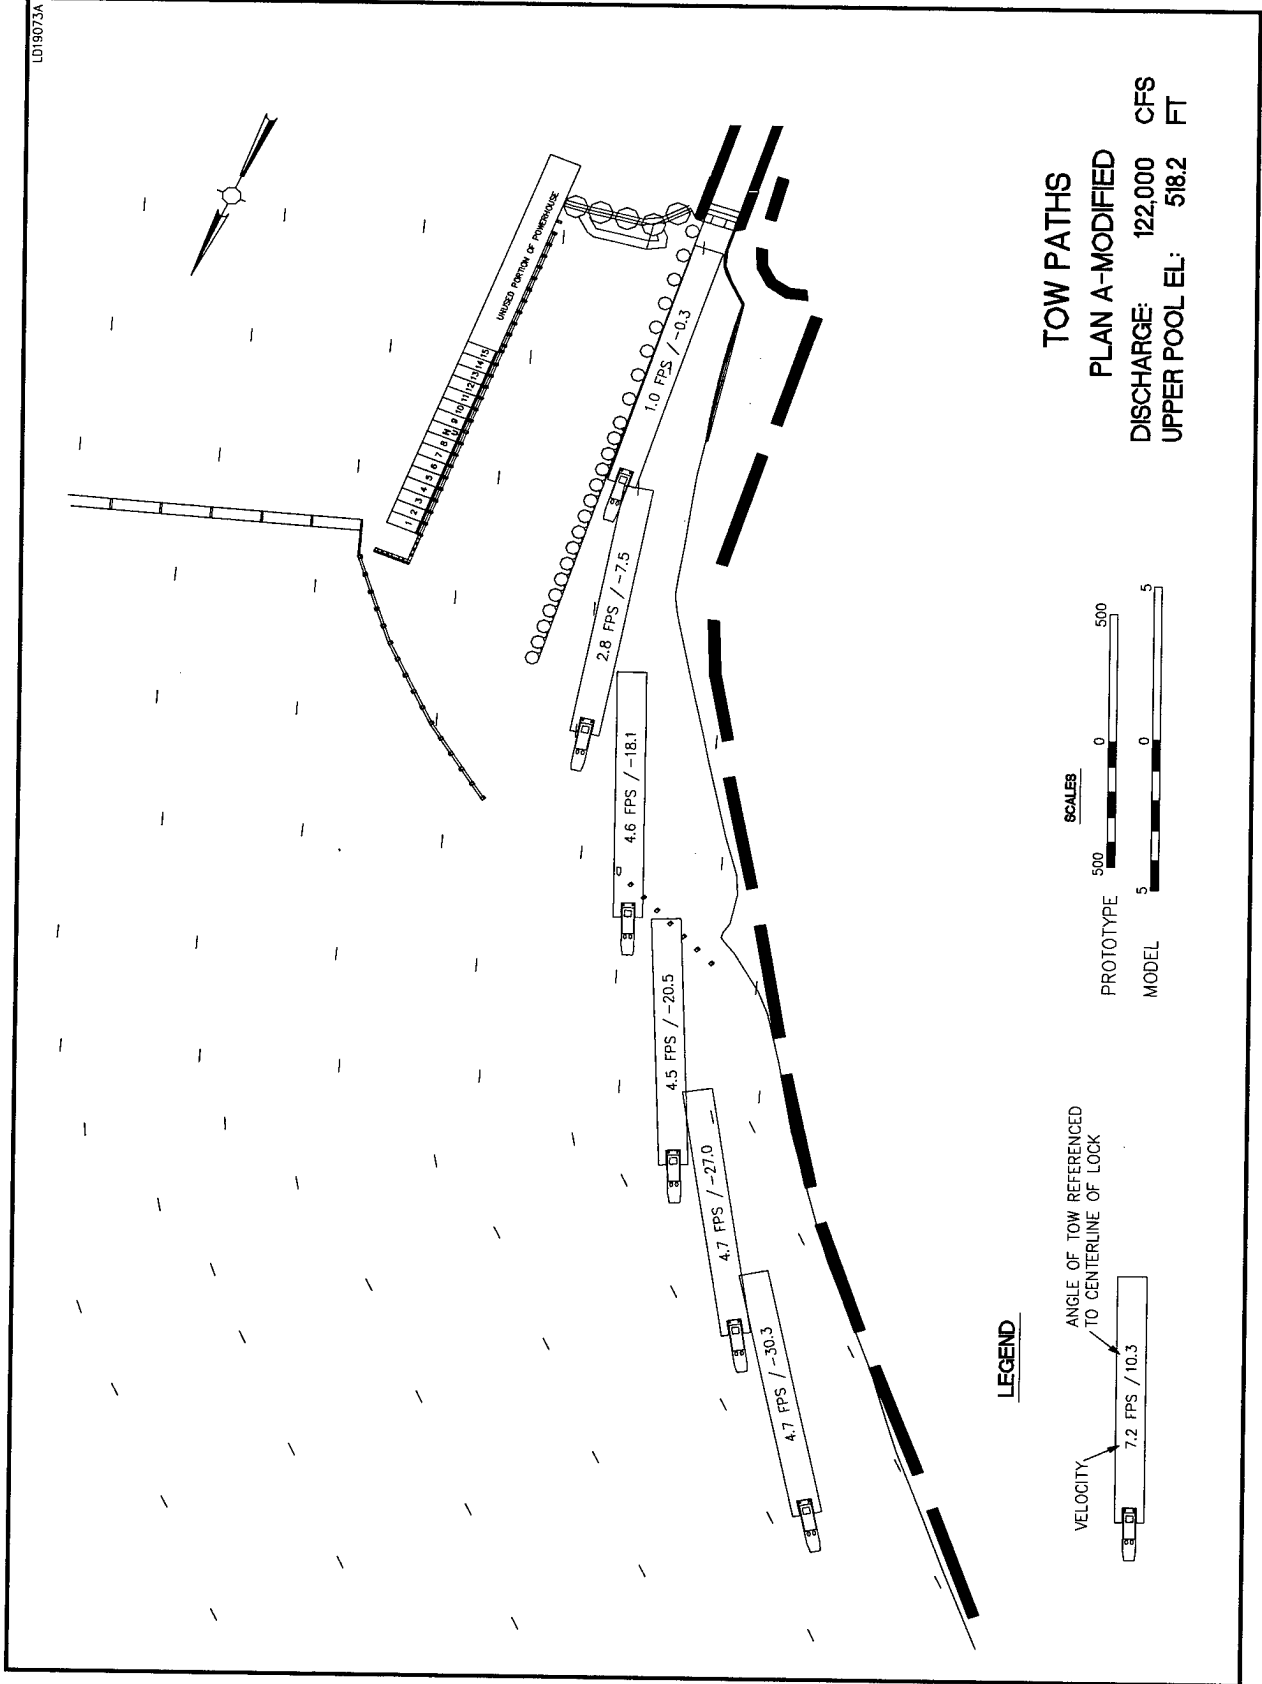 LD19073A
UNUSED PORTION OF POWERHOUSE
1 2 3 4 5 6 7 8 9 10 11 12 13 14 15
1.0 FPS / -0.3
2.8 FPS / -7.5
4.6 FPS / -18.1
4.5 FPS / -20.5
4.7 FPS / -27.0
4.7 FPS / -30.3
LEGEND
VELOCITY
ANGLE OF TOW REFERENCED
TO CENTERLINE OF LOCK
7.2 FPS / 10.3
SCALES
PROTOTYPE 500 0 500
MODEL 5 0 5
TOW PATHS
PLAN A-MODIFIED
DISCHARGE: 122,000 CFS
UPPER POOL EL: 518.2 FT